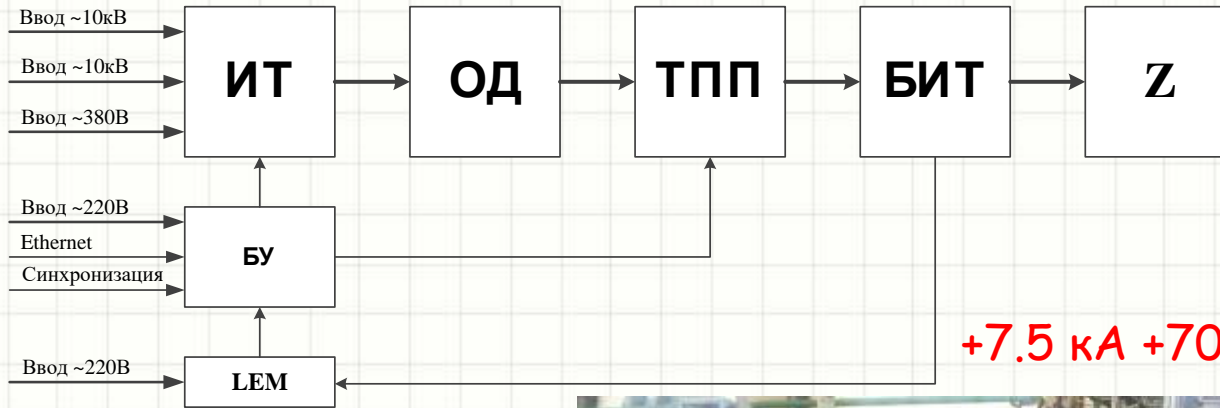 Ввод ~10кВ
Ввод ~10кВ
Ввод ~380В
ИТ
ОД
ТПП
БИТ
Z
Ввод ~220В
Ethernet
Синхронизация
БУ
Ввод ~220В
LEM
+7.5 кА +70